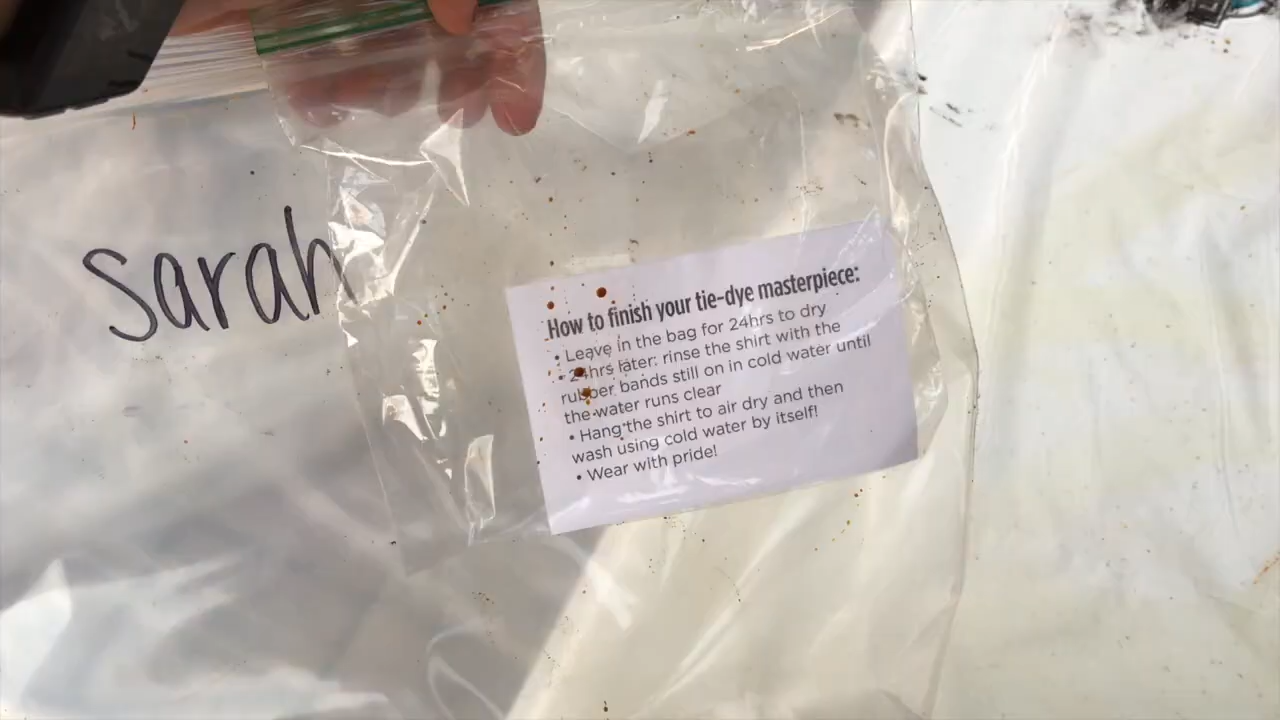 Sarah
How to finish your tie-dye masterpiece:
• Leave in the bag for 24hrs to dry
• 24hrs later: rinse the shirt with the
rubber bands still on in cold water until
the water runs clear
• Hang the shirt to air dry and then
wash using cold water by itself!
• Wear with pride!